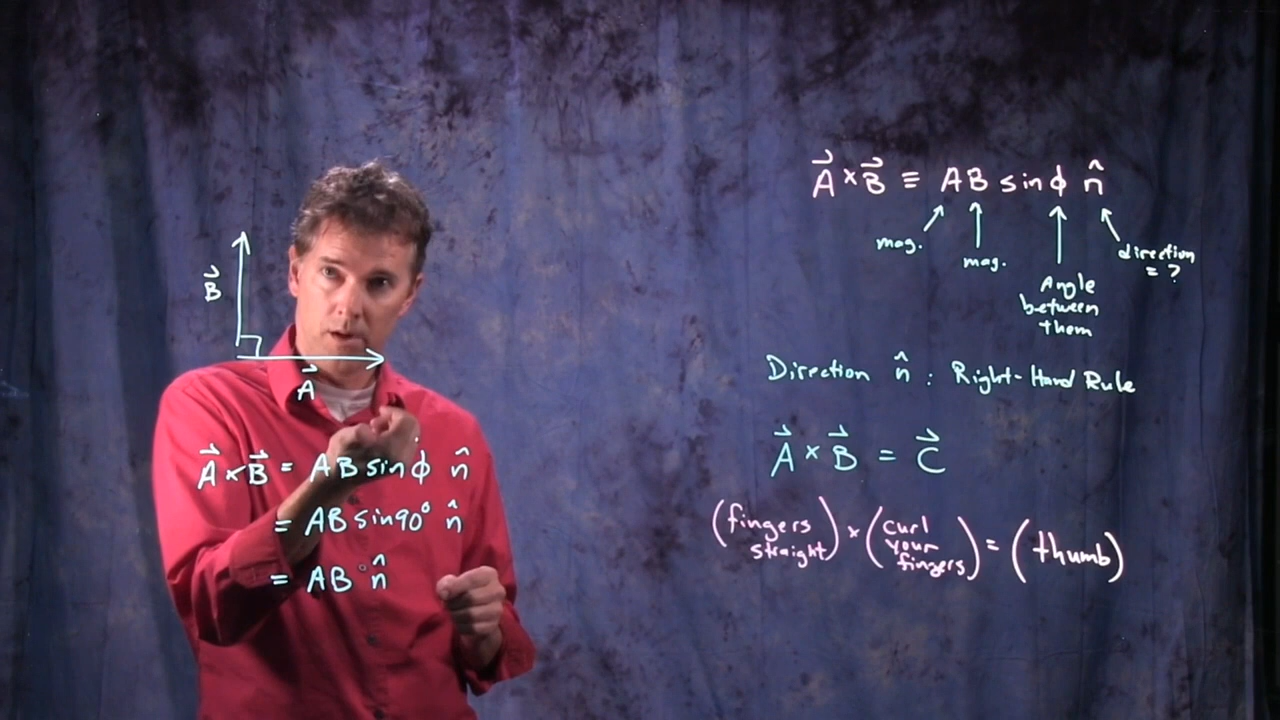 B⃗
A⃗
A⃗ × B⃗ = AB sin ϕ n̂
= AB sin 90° n̂
= AB n̂
A⃗ × B⃗ ≡ AB sin ϕ n̂
mag.
mag.
Angle
between
them
direction
= ?
Direction n̂ : Right-Hand Rule
A⃗ × B⃗ = C⃗
(fingers straight) × (curl your fingers) = (thumb)